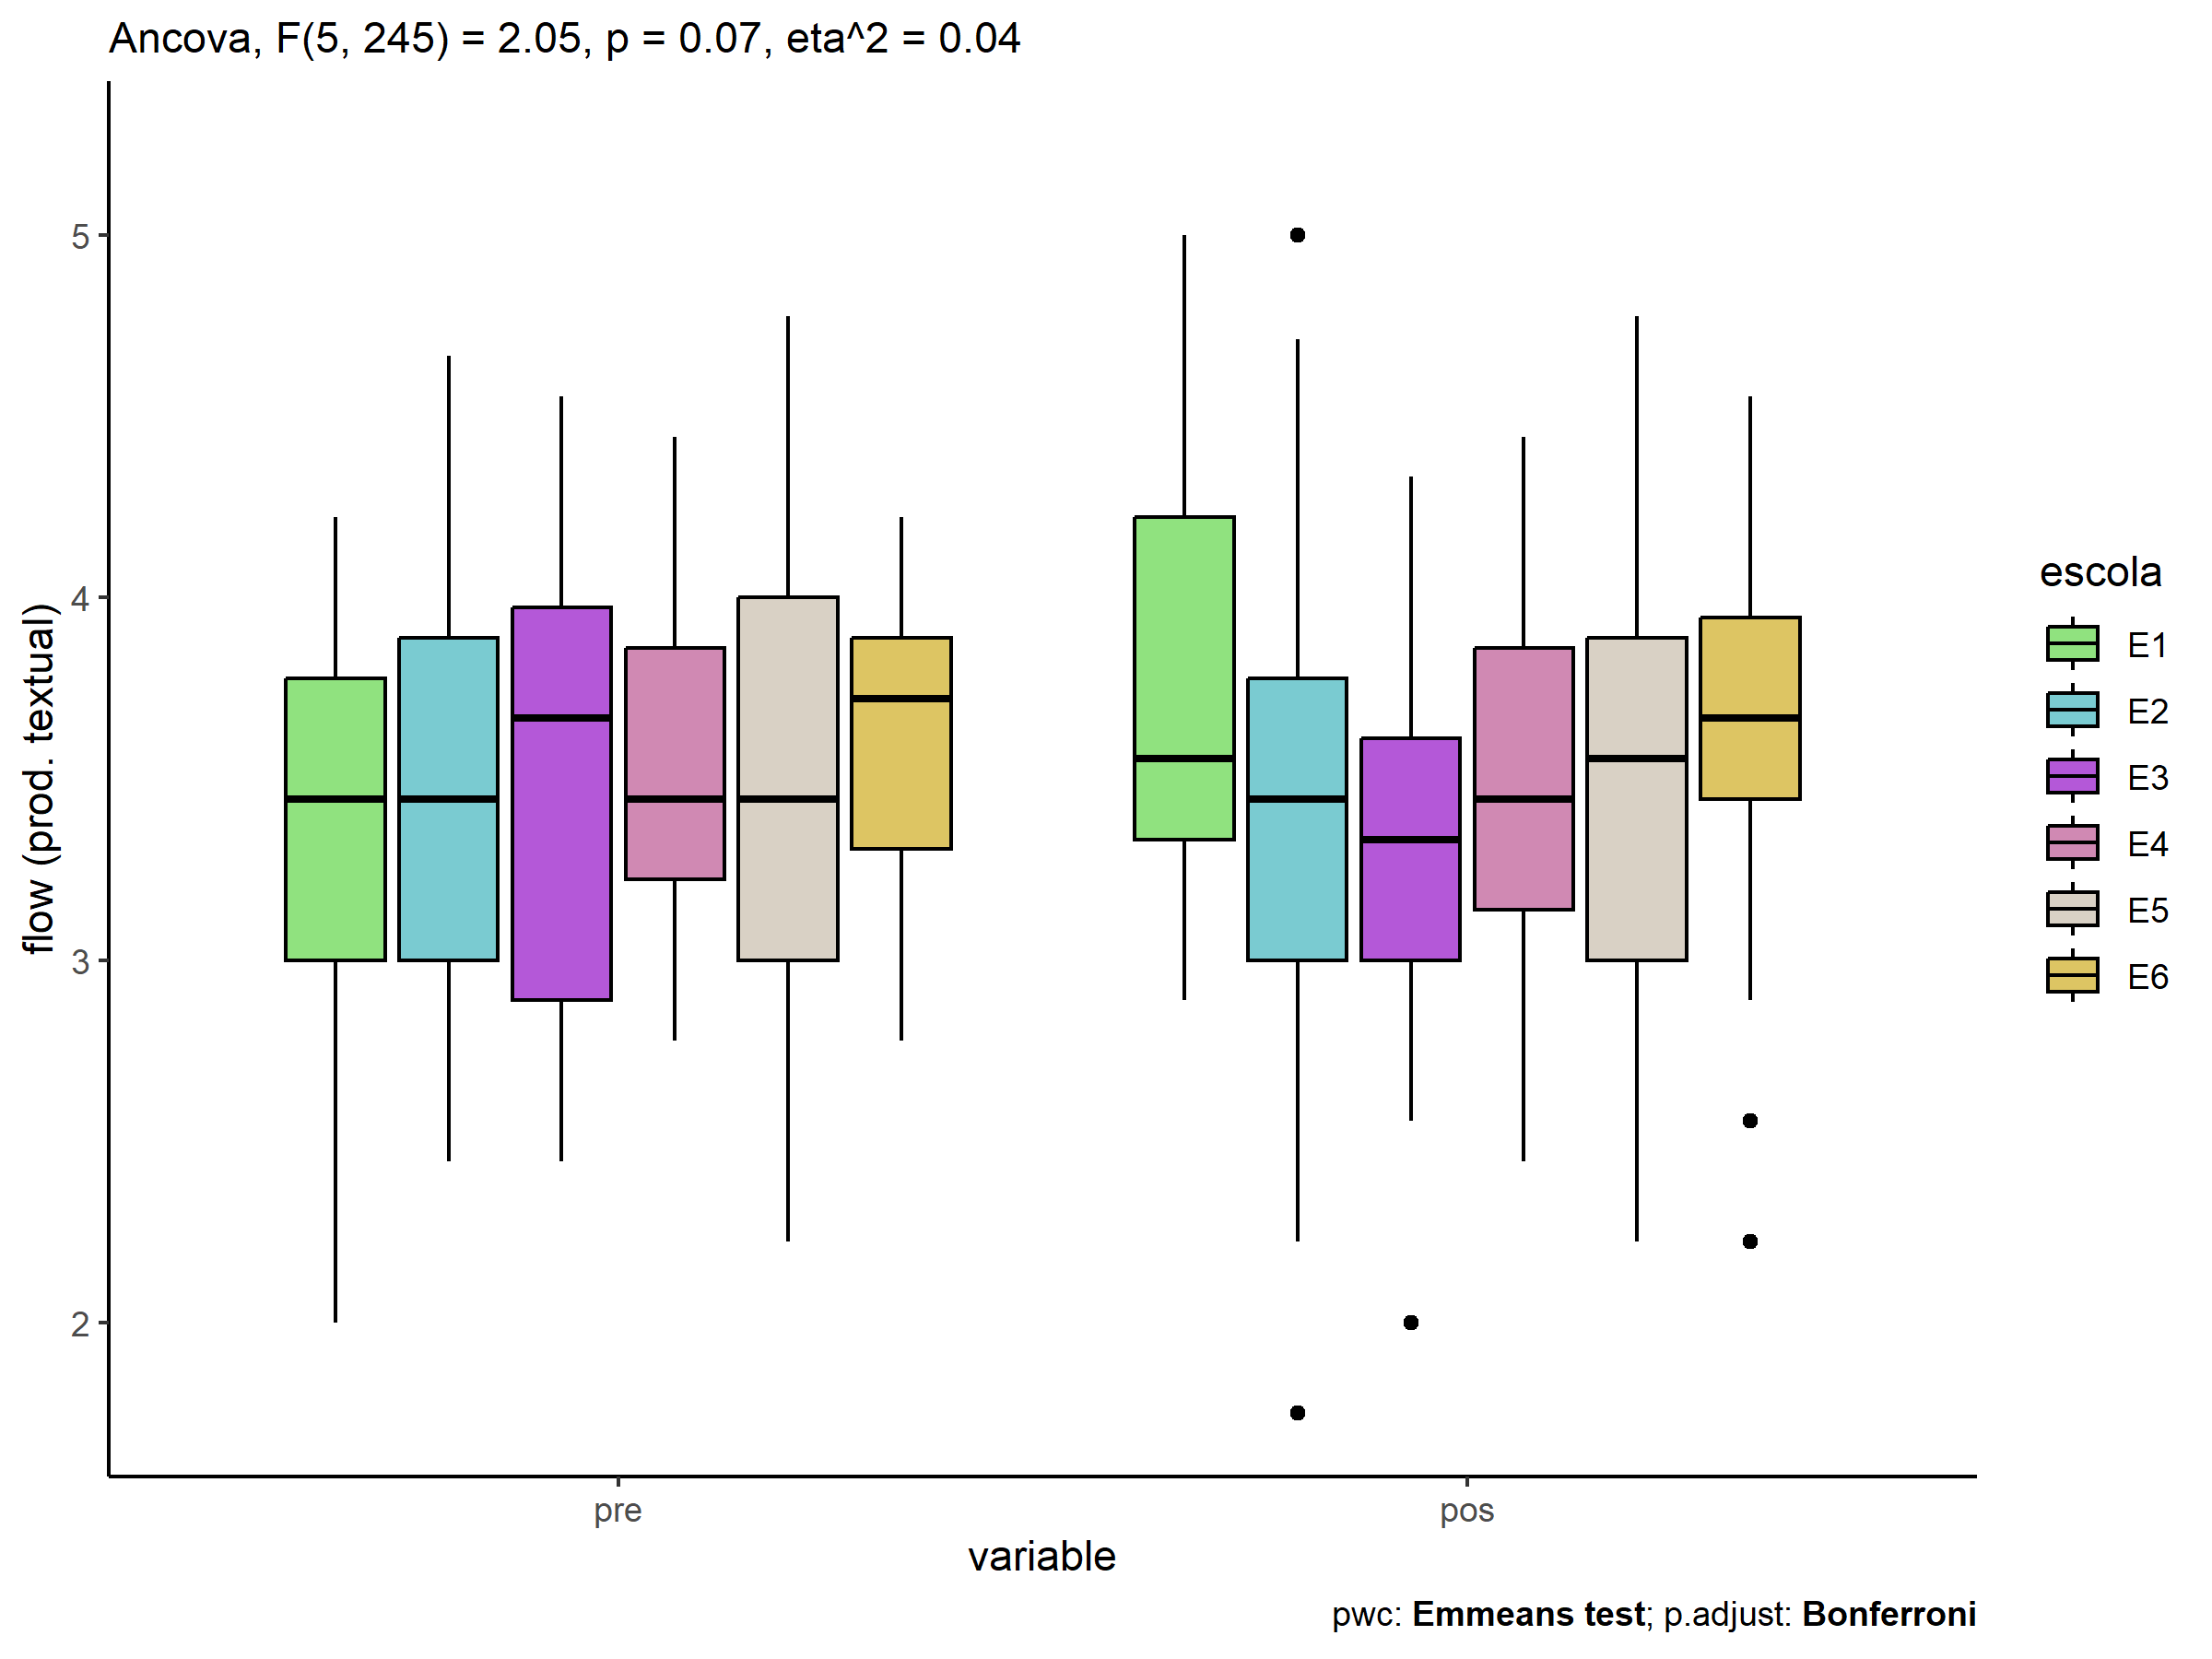 Ancova, F(5, 245) = 2.05, p = 0.07, eta^2 = 0.04
flow (prod. textual)
5
4
3
2
pre
pos
variable
escola
E1
E2
E3
E4
E5
E6
pwc: Emmeans test; p.adjust: Bonferroni